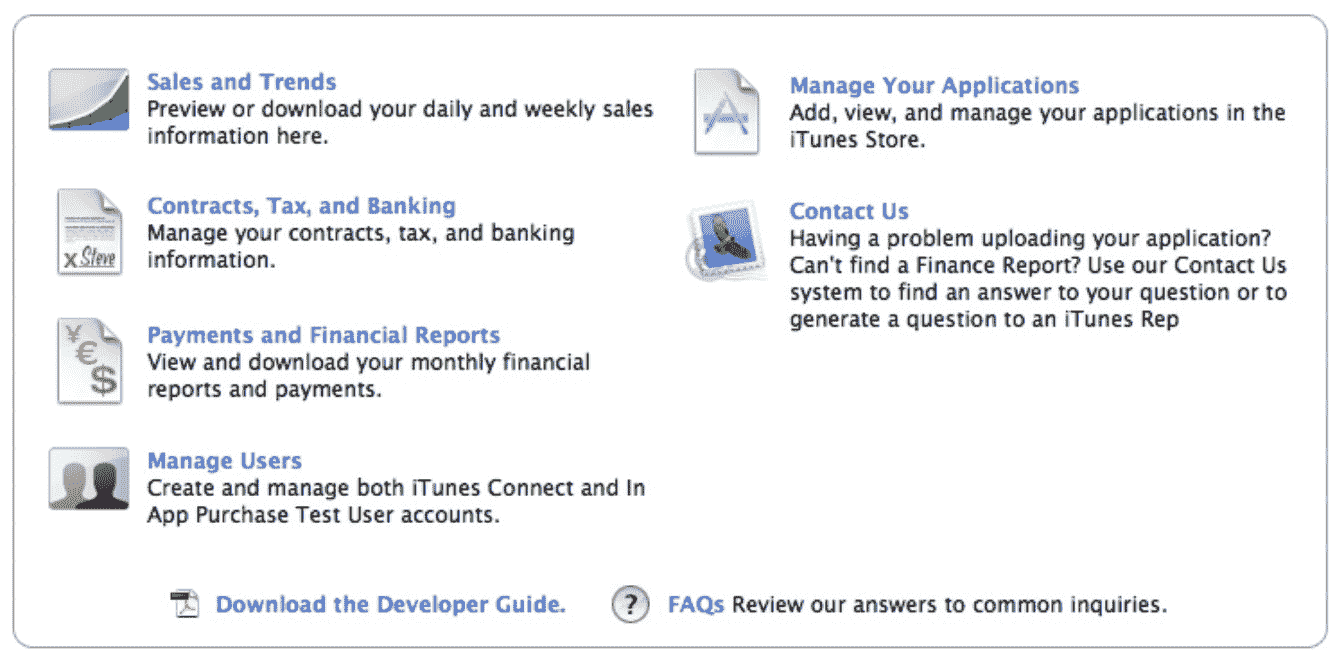 Sales and Trends
Preview or download your daily and weekly sales
information here.
Contracts, Tax, and Banking
Manage your contracts, tax, and banking
information.
x Steve
Payments and Financial Reports
View and download your monthly financial
reports and payments.
¥
€
$
Manage Users
Create and manage both iTunes Connect and In
App Purchase Test User accounts.
Manage Your Applications
Add, view, and manage your applications in the
iTunes Store.
Contact Us
Having a problem uploading your application?
Can't find a Finance Report? Use our Contact Us
system to find an answer to your question or to
generate a question to an iTunes Rep
Download the Developer Guide.
? FAQs Review our answers to common inquiries.